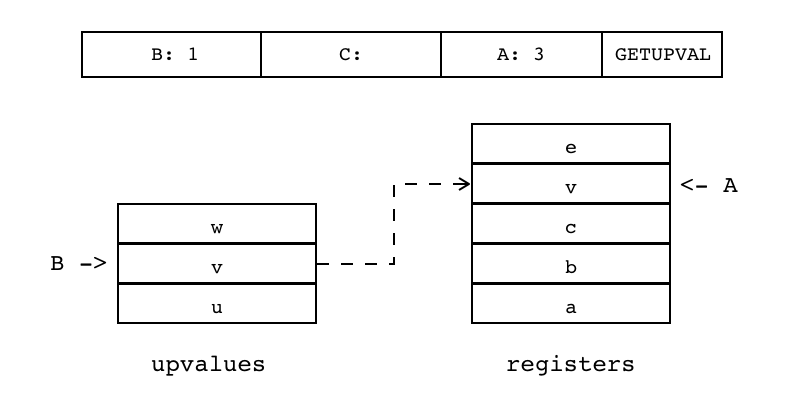 B: 1 C: A: 3 GETUPVAL
e
v <- A
w c
B -> v b
u a
upvalues registers